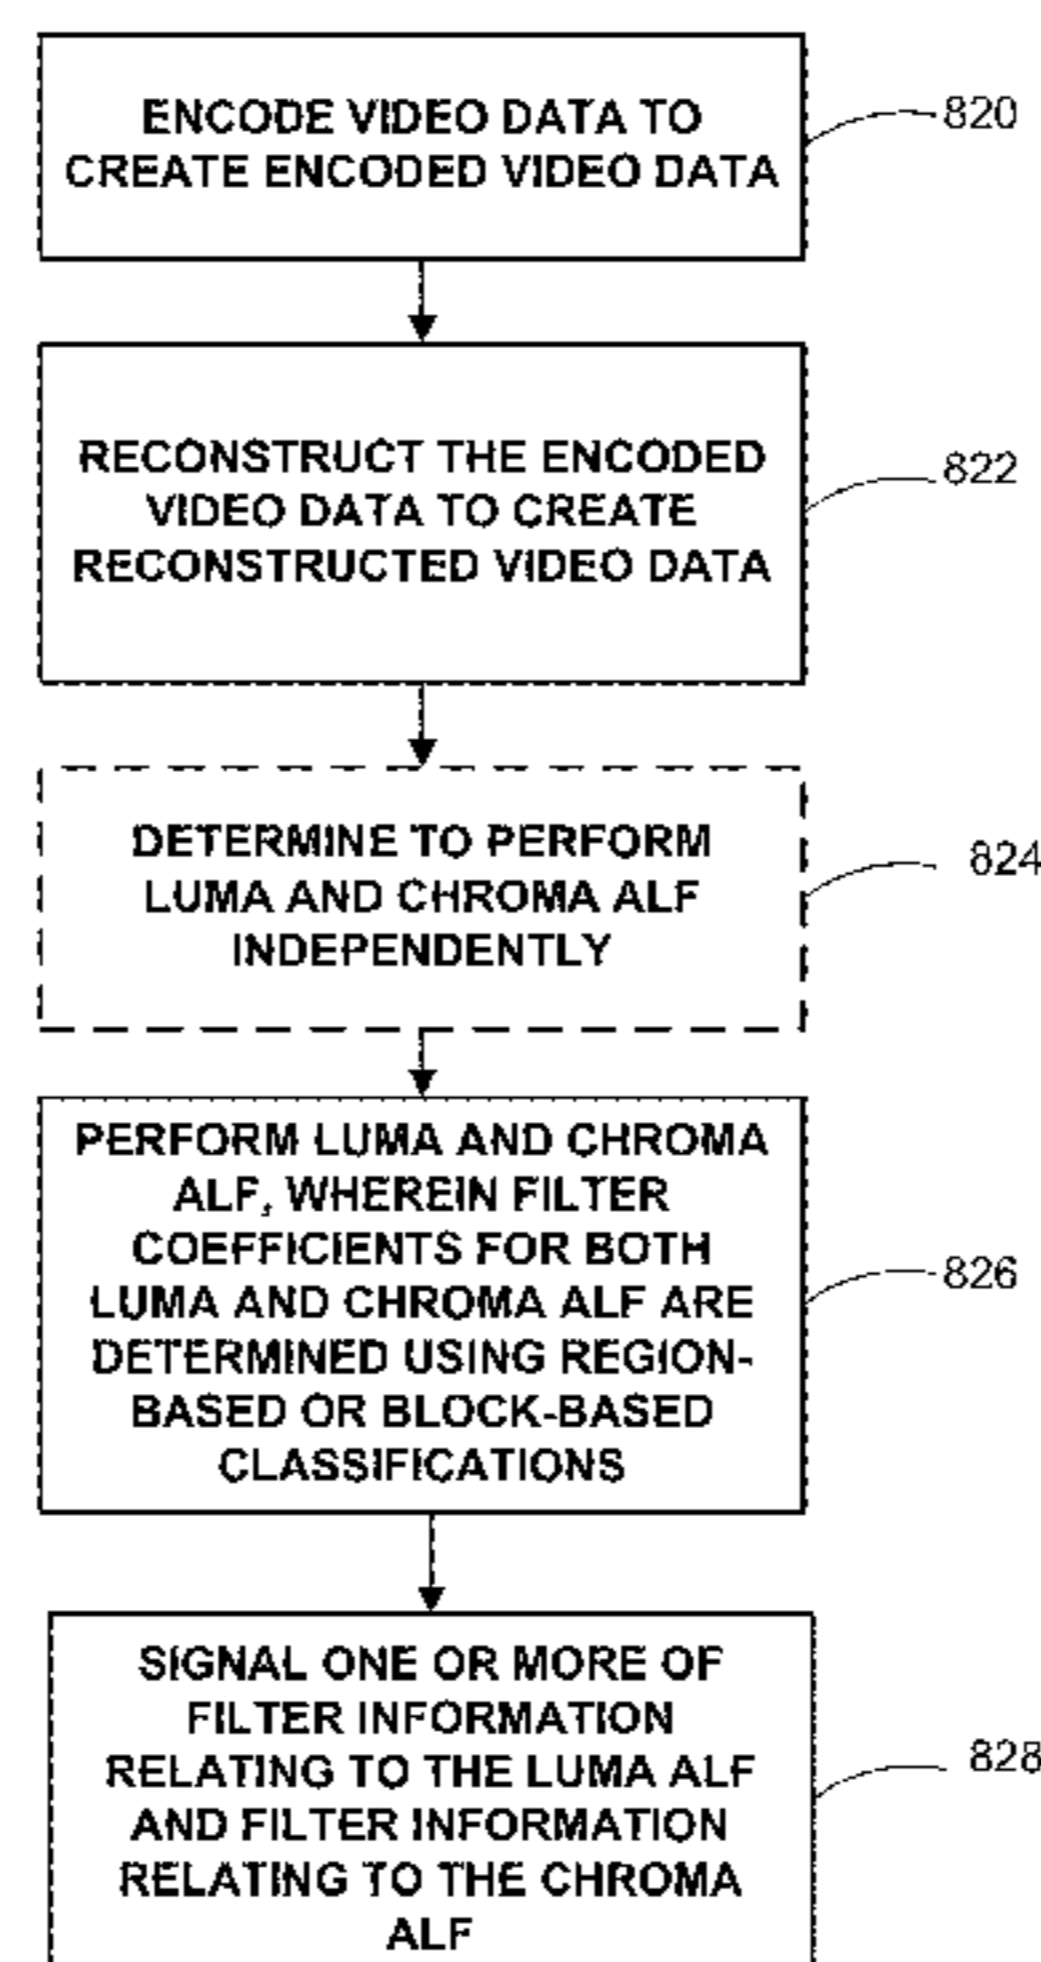 ENCODE VIDEO DATA TO
CREATE ENCODED VIDEO DATA
820
RECONSTRUCT THE ENCODED
VIDEO DATA TO CREATE
RECONSTRUCTED VIDEO DATA
822
DETERMINE TO PERFORM
LUMA AND CHROMA ALF
INDEPENDENTLY
824
PERFORM LUMA AND CHROMA
ALF, WHEREIN FILTER
COEFFICIENTS FOR BOTH
LUMA AND CHROMA ALF ARE
DETERMINED USING REGION-
BASED OR BLOCK-BASED
CLASSIFICATIONS
826
SIGNAL ONE OR MORE OF
FILTER INFORMATION
RELATING TO THE LUMA ALF
AND FILTER INFORMATION
RELATING TO THE CHROMA
ALF
828